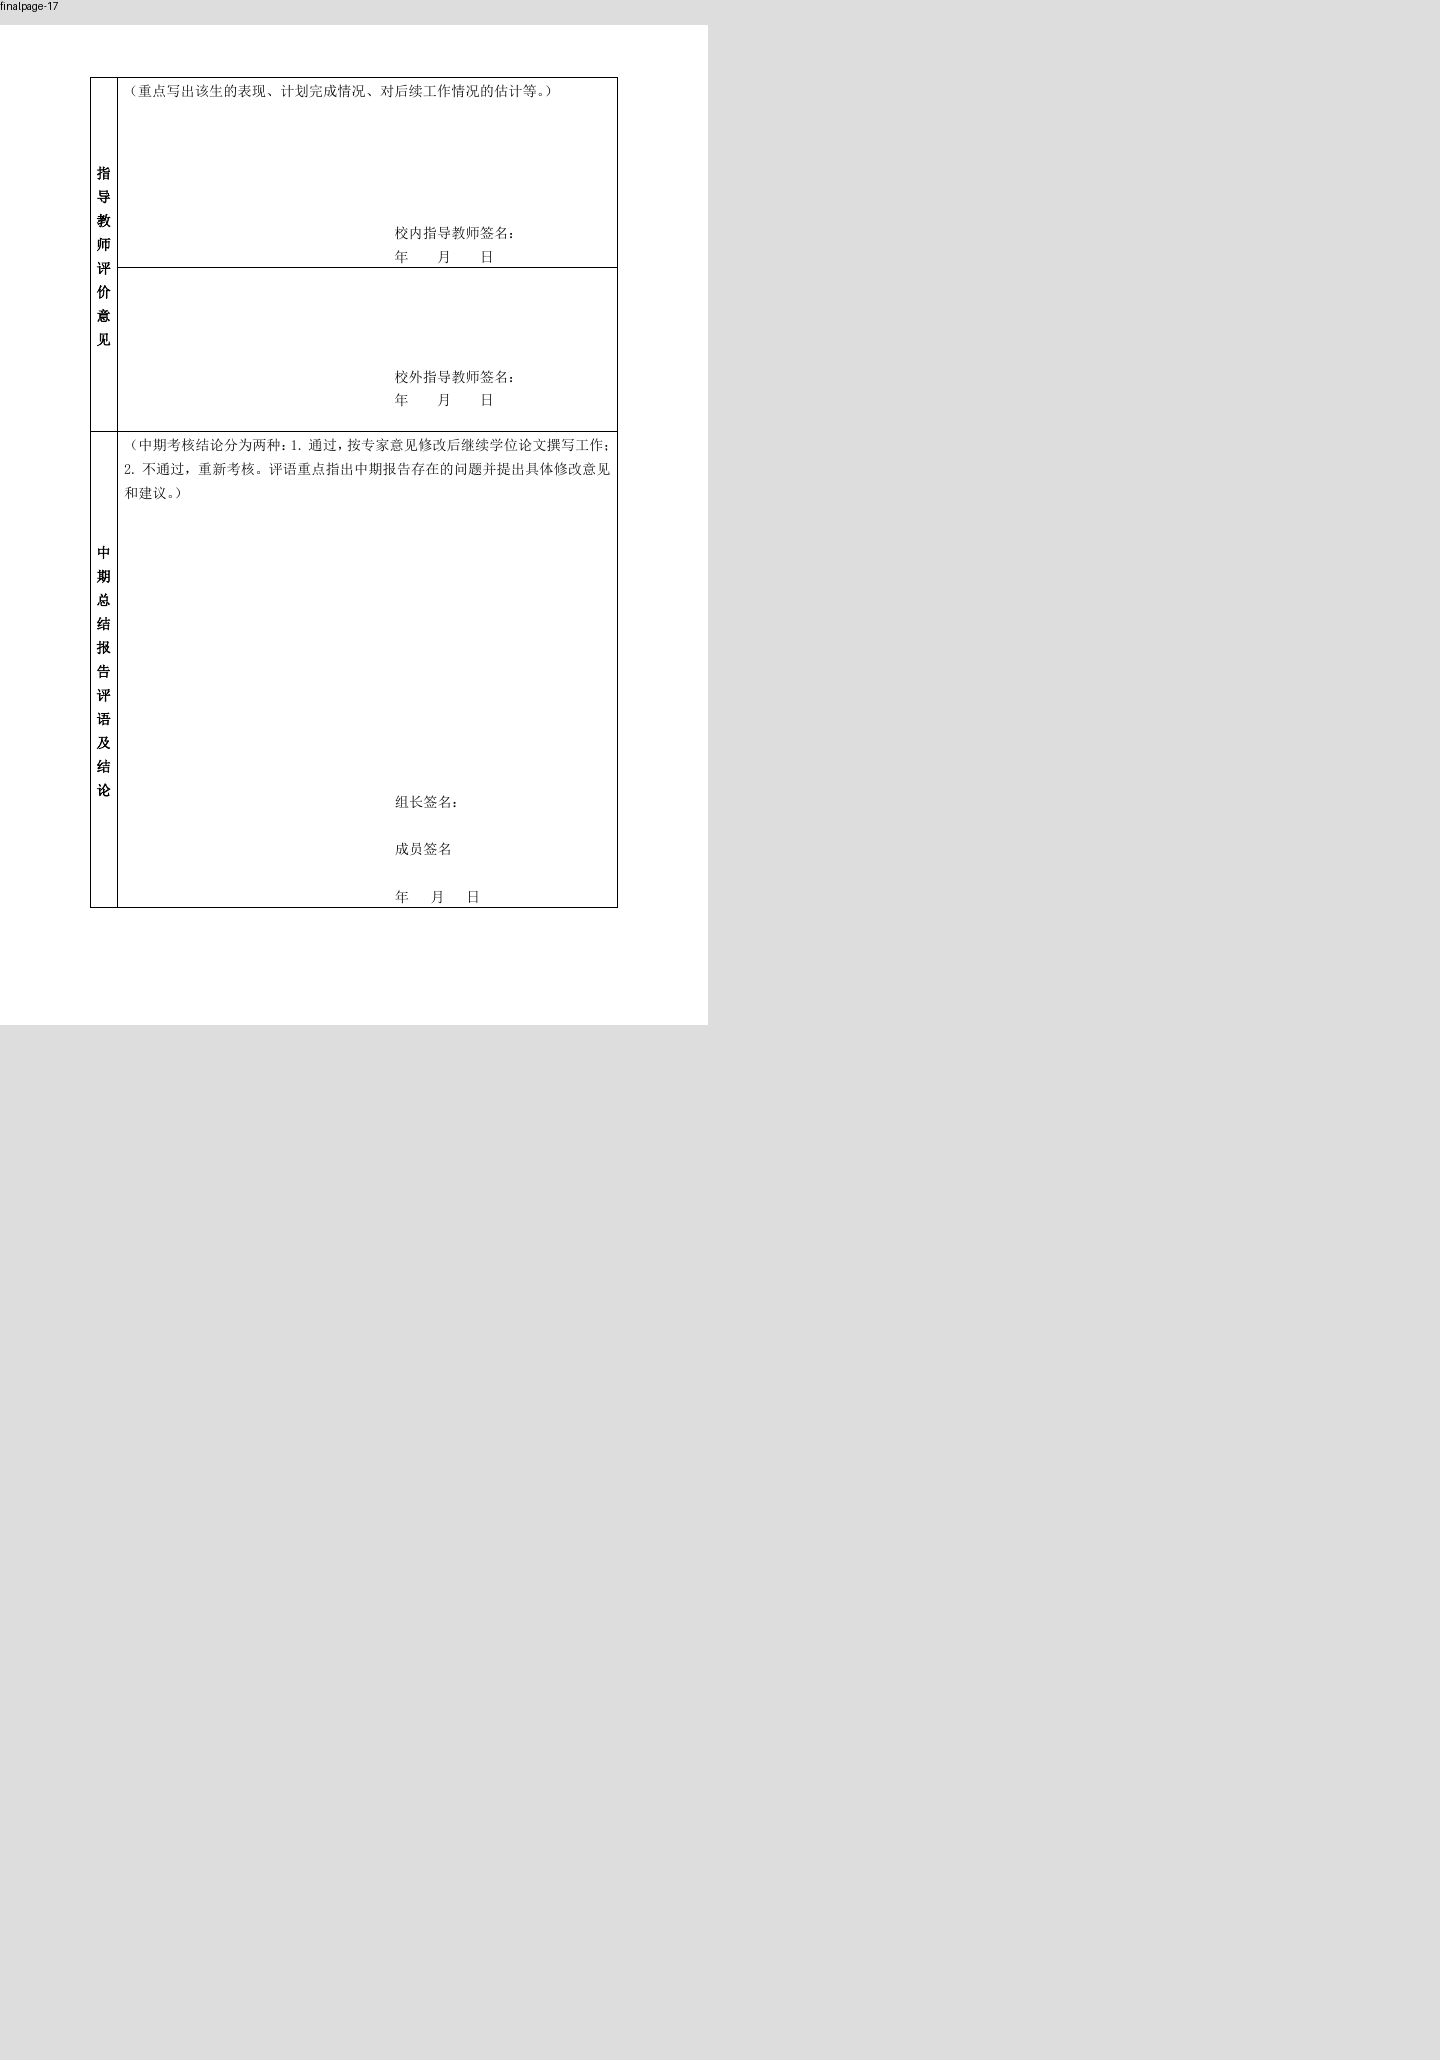 finalpage-17
（重点写出该生的表现、计划完成情况、对后续工作情况的估计等。）
指
导
教
师
评
价
意
见
校内指导教师签名：
年 月 日
校外指导教师签名：
年 月 日
（中期考核结论分为两种：1. 通过，按专家意见修改后继续学位论文撰写工作；
2. 不通过，重新考核。评语重点指出中期报告存在的问题并提出具体修改意见
和建议。）
中
期
总
结
报
告
评
语
及
结
论
组长签名：
成员签名
年 月 日